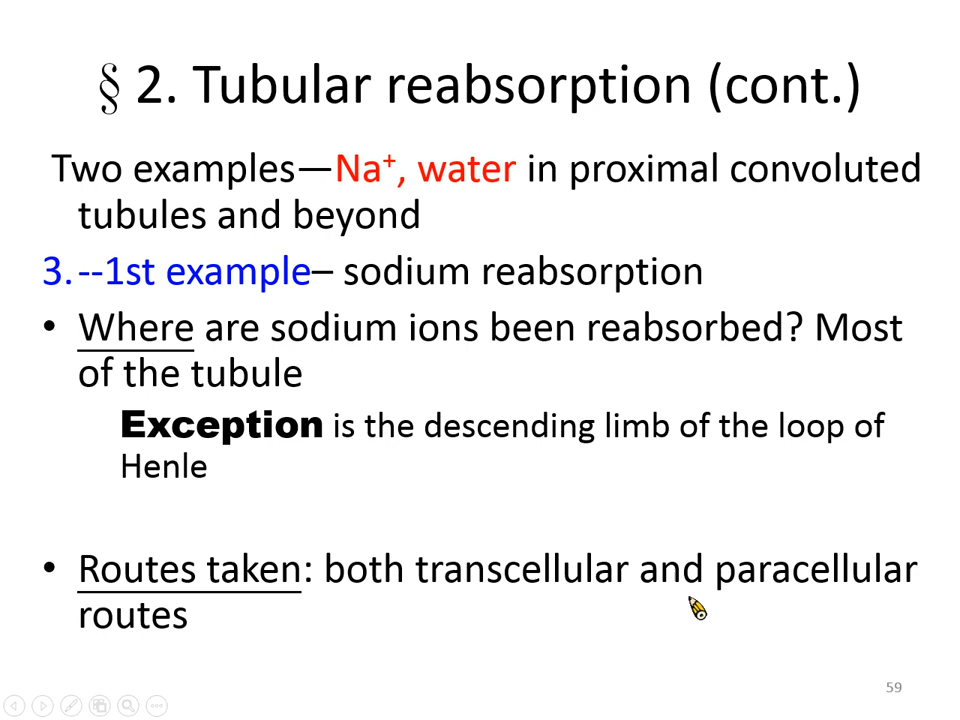 § 2. Tubular reabsorption (cont.)
Two examples—Na⁺, water in proximal convoluted
tubules and beyond
3. --1st example– sodium reabsorption
• Where are sodium ions been reabsorbed? Most
of the tubule
Exception is the descending limb of the loop of
Henle
• Routes taken: both transcellular and paracellular
routes
59